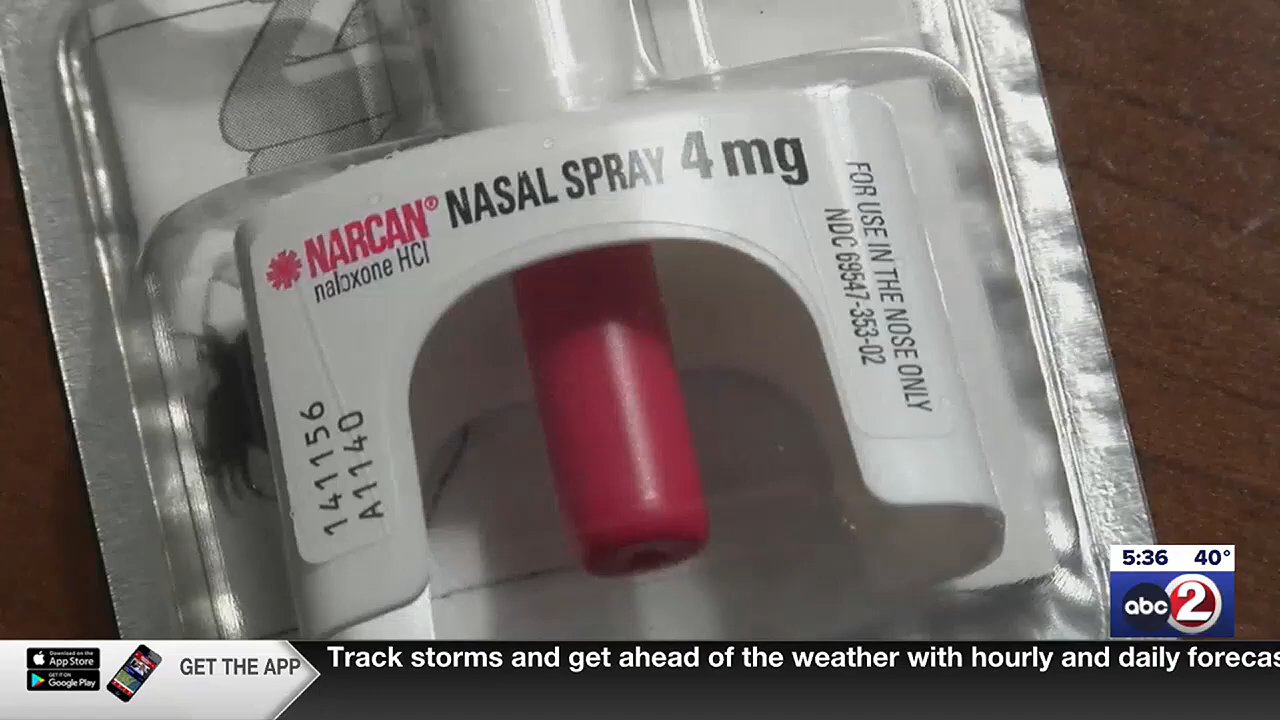 NARCAN® NASAL SPRAY 4 mg
naloxone HCl
FOR USE IN THE NOSE ONLY
NDC 69547-353-02
141156
A1140
5:36 40°
abc 2
Download on the
App Store
GET IT ON
Google Play
GET THE APP
Track storms and get ahead of the weather with hourly and daily forecas